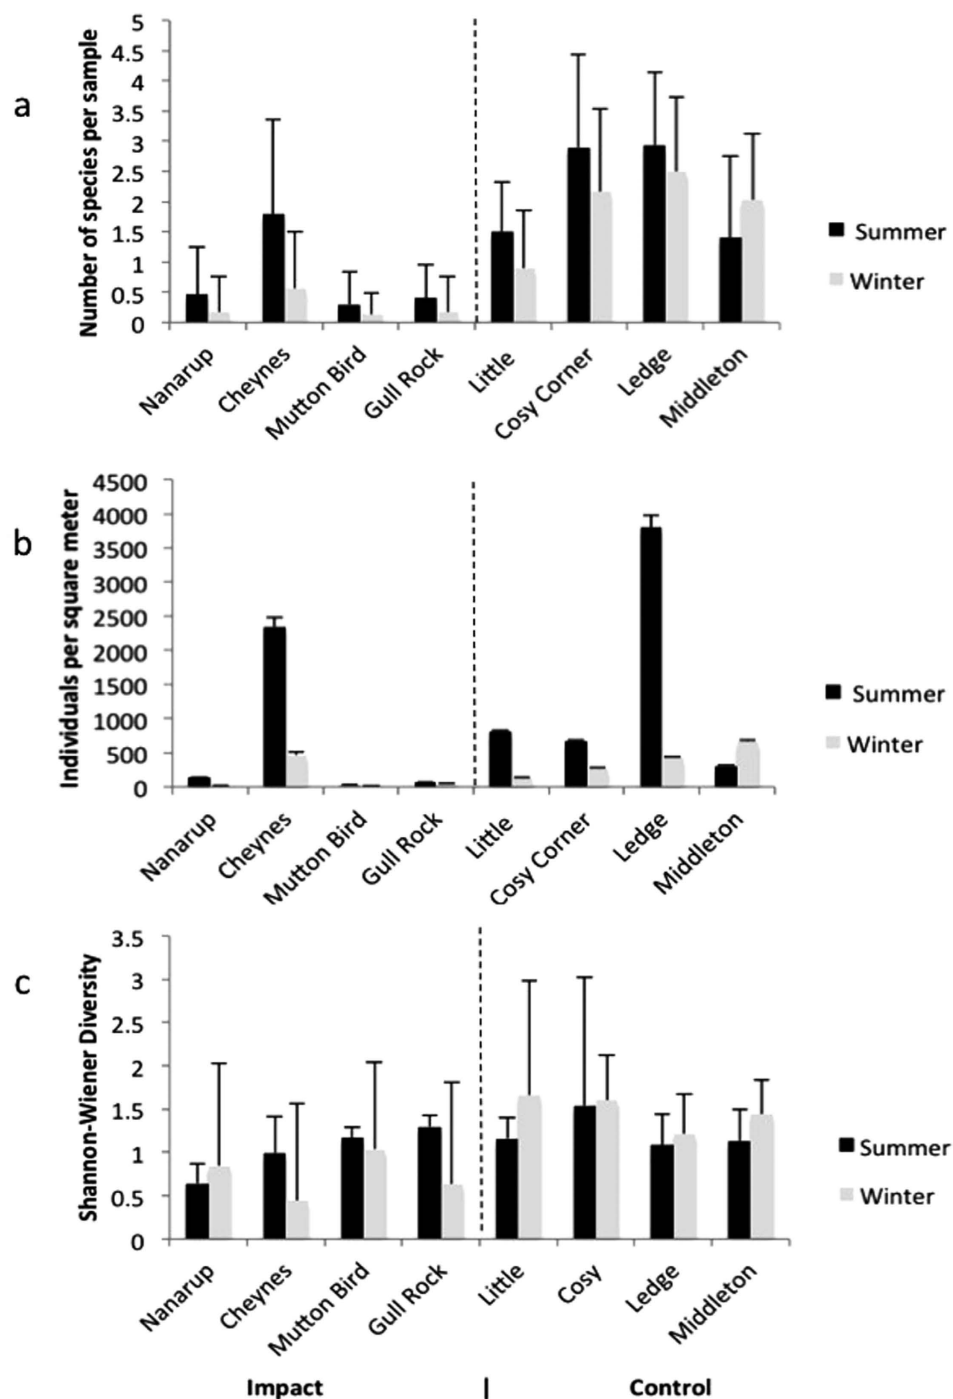 a
Number of species per sample
5
4.5
4
3.5
3
2.5
2
1.5
1
0.5
0
Nanarup
Cheynes
Mutton Bird
Gull Rock
Little
Cosy Corner
Ledge
Middleton
Summer
Winter
b
Individuals per square meter
4500
4000
3500
3000
2500
2000
1500
1000
500
0
Nanarup
Cheynes
Mutton Bird
Gull Rock
Little
Cosy Corner
Ledge
Middleton
Summer
Winter
c
Shannon-Wiener Diversity
3.5
3
2.5
2
1.5
1
0.5
0
Nanarup
Cheynes
Mutton Bird
Gull Rock
Little
Cosy
Ledge
Middleton
Summer
Winter
Impact | Control